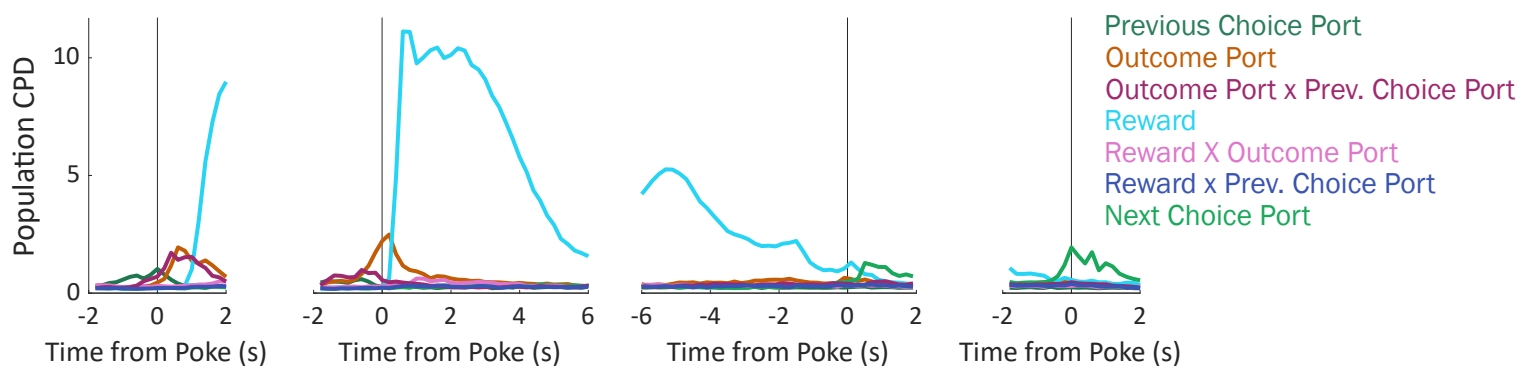 Population CPD
10
5
0
-2 0 2
-2 0 2 4 6
-6 -4 -2 0 2
-2 0 2
Time from Poke (s)
Time from Poke (s)
Time from Poke (s)
Time from Poke (s)
Previous Choice Port
Outcome Port
Outcome Port x Prev. Choice Port
Reward
Reward X Outcome Port
Reward x Prev. Choice Port
Next Choice Port